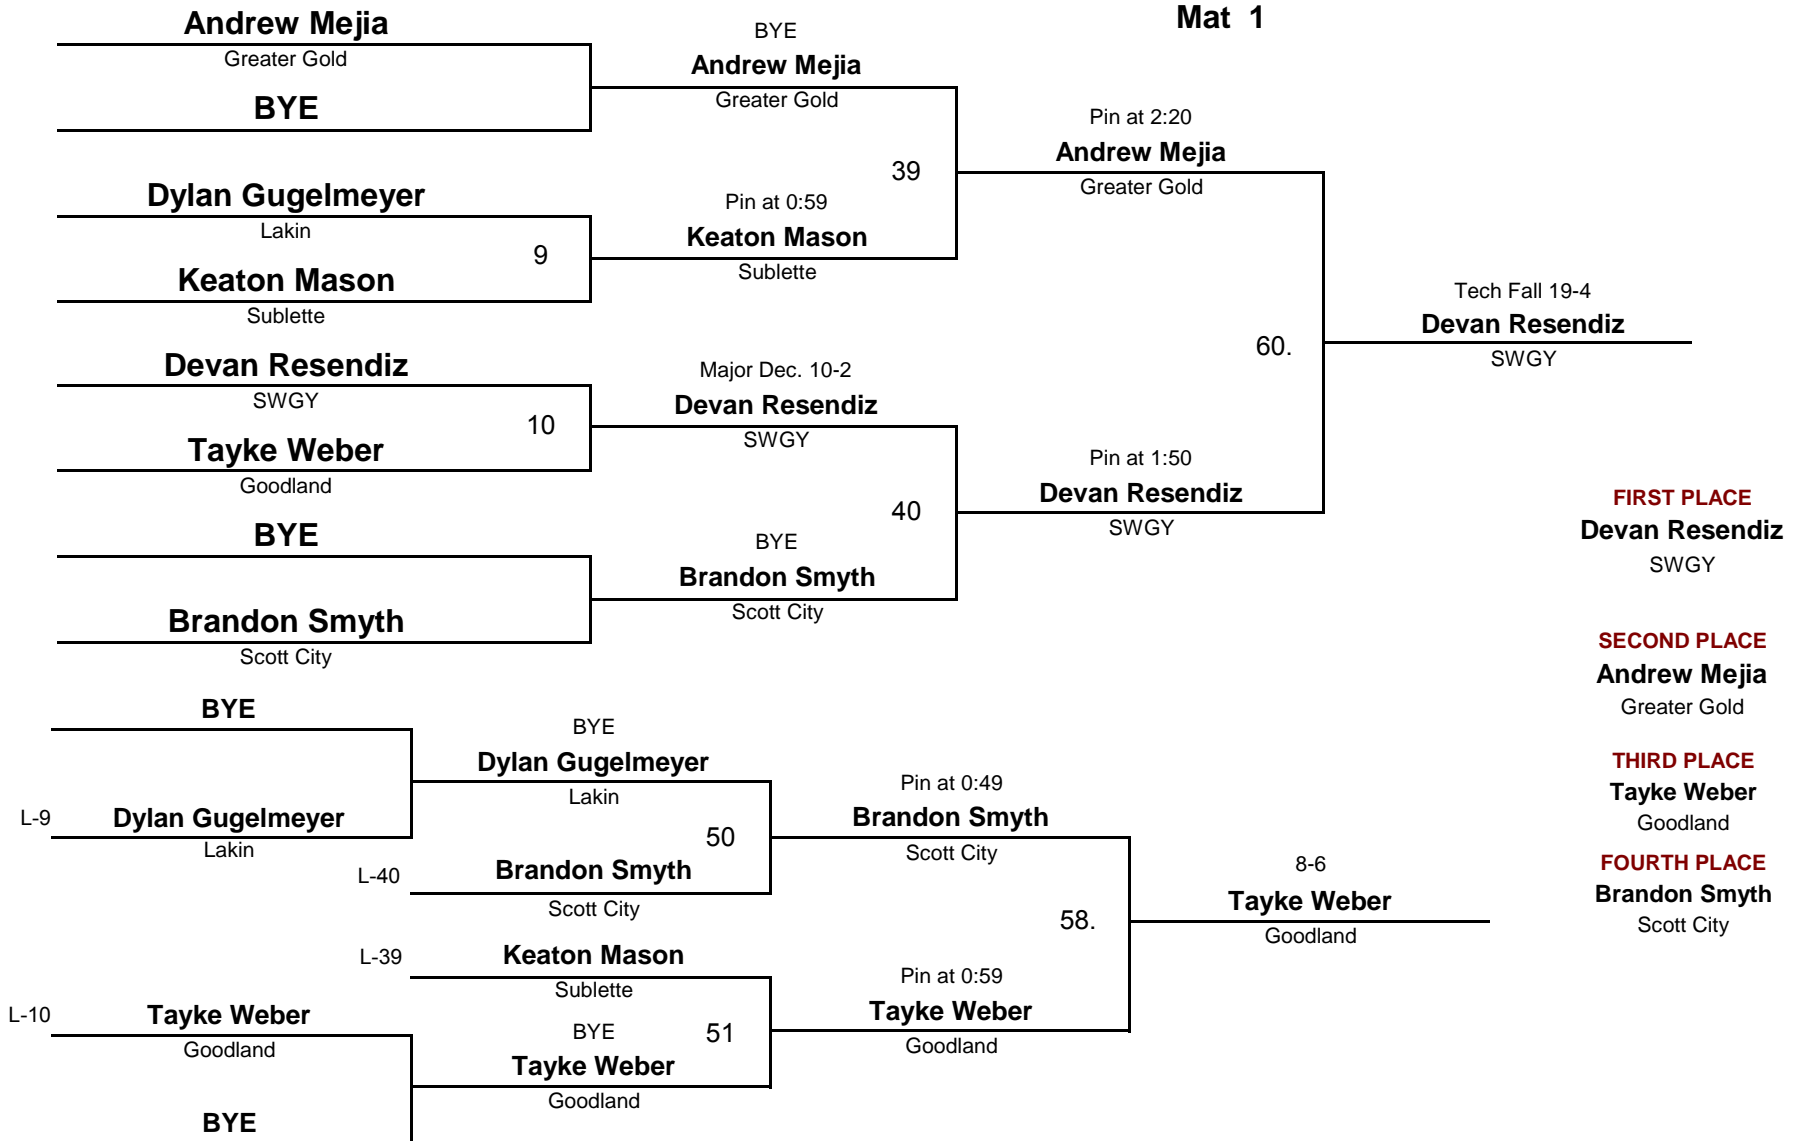 Mat 1
Andrew Mejia
Greater Gold
BYE
Dylan Gugelmeyer
Lakin
9
Keaton Mason
Sublette
Devan Resendiz
SWGY
10
Tayke Weber
Goodland
BYE
Brandon Smyth
Scott City
BYE
Andrew Mejia
Greater Gold
39
Pin at 0:59
Keaton Mason
Sublette
Major Dec. 10-2
Devan Resendiz
SWGY
40
BYE
Brandon Smyth
Scott City
Pin at 2:20
Andrew Mejia
Greater Gold
60.
Pin at 1:50
Devan Resendiz
SWGY
Tech Fall 19-4
Devan Resendiz
SWGY
BYE
L-9 Dylan Gugelmeyer
Lakin
L-10 Tayke Weber
Goodland
BYE
BYE
Dylan Gugelmeyer
Lakin
50
L-40 Brandon Smyth
Scott City
L-39 Keaton Mason
Sublette
51
BYE
Tayke Weber
Goodland
Pin at 0:49
Brandon Smyth
Scott City
58.
Pin at 0:59
Tayke Weber
Goodland
8-6
Tayke Weber
Goodland
FIRST PLACE
Devan Resendiz
SWGY
SECOND PLACE
Andrew Mejia
Greater Gold
THIRD PLACE
Tayke Weber
Goodland
FOURTH PLACE
Brandon Smyth
Scott City